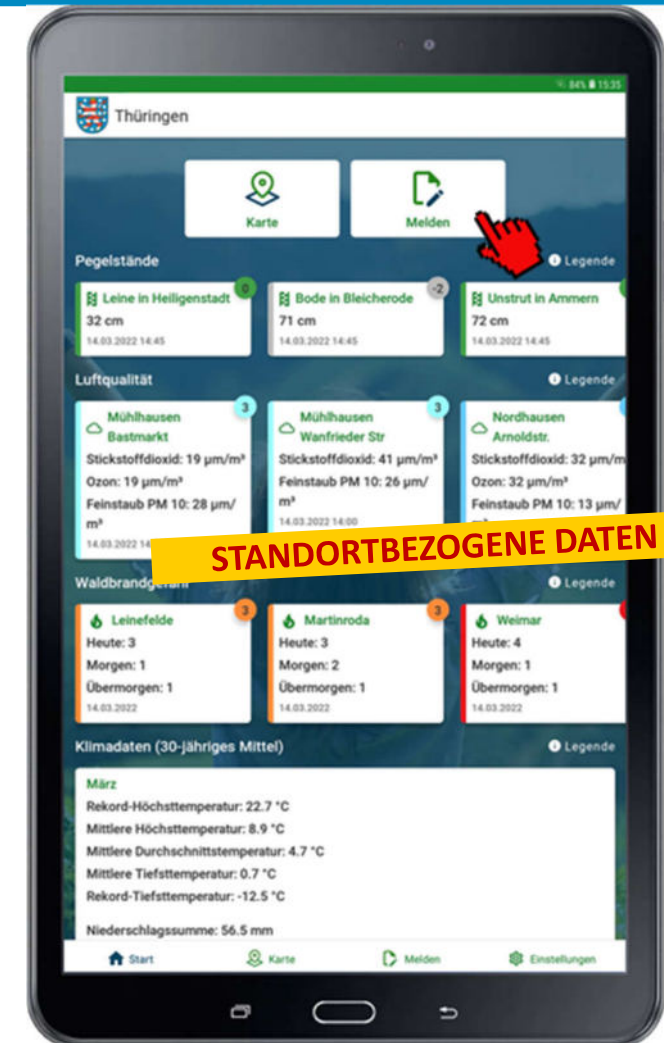 84% 15:35
Thüringen
Karte
Melden
Pegelstände
Legende
Leine in Heiligenstadt
0
32 cm
14.03.2022 14:45
Bode in Bleicherode
-2
71 cm
14.03.2022 14:45
Unstrut in Ammern
72 cm
14.03.2022 14:45
Luftqualität
Legende
Mühlhausen
Bastmarkt
3
Stickstoffdioxid: 19 µm/m³
Ozon: 19 µm/m³
Feinstaub PM 10: 28 µm/
m³
14.03.2022
Mühlhausen
Wanfrieder Str
3
Stickstoffdioxid: 41 µm/m³
Feinstaub PM 10: 26 µm/
m³
14.03.2022 14:00
Nordhausen
Arnoldstr.
Stickstoffdioxid: 32 µm/m
Ozon: 32 µm/m³
Feinstaub PM 10: 13 µm/
STANDORTBEZOGENE DATEN
Waldbrandgefahr
Legende
Leinefelde
3
Heute: 3
Morgen: 1
Übermorgen: 1
14.03.2022
Martinroda
3
Heute: 3
Morgen: 2
Übermorgen: 1
14.03.2022
Weimar
Heute: 4
Morgen: 1
Übermorgen: 1
14.03.2022
Klimadaten (30-jähriges Mittel)
Legende
März
Rekord-Höchsttemperatur: 22.7 °C
Mittlere Höchsttemperatur: 8.9 °C
Mittlere Durchschnittstemperatur: 4.7 °C
Mittlere Tiefsttemperatur: 0.7 °C
Rekord-Tiefsttemperatur: -12.5 °C
Niederschlagssumme: 56.5 mm
Start
Karte
Melden
Einstellungen